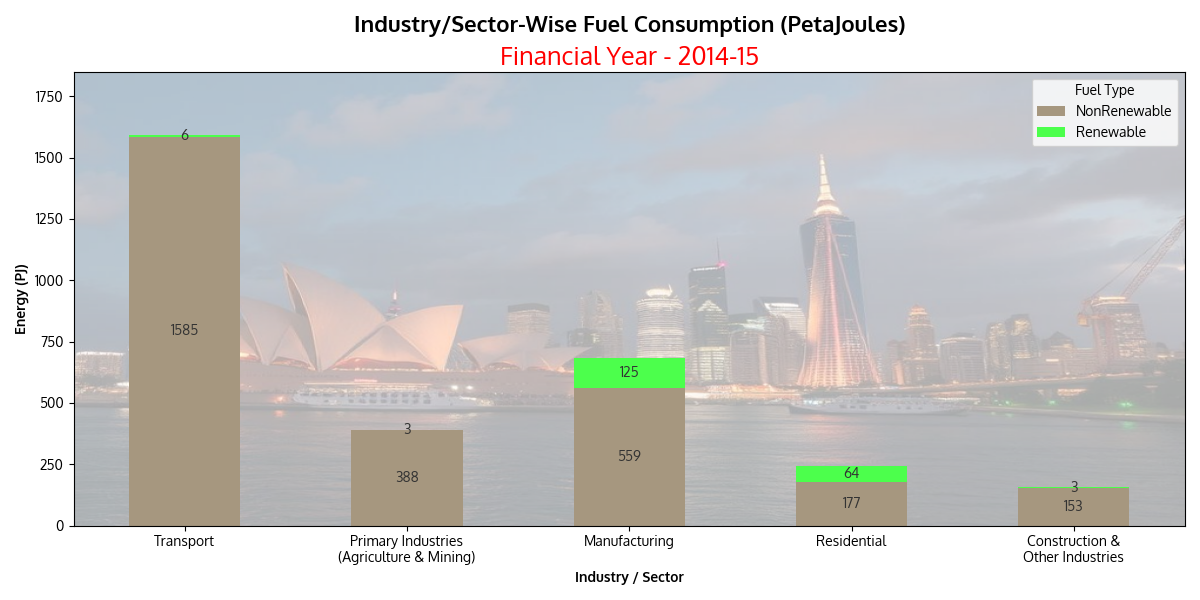 Industry/Sector-Wise Fuel Consumption (PetaJoules)
Financial Year - 2014-15
Fuel Type
NonRenewable
Renewable
Energy (PJ)
1750
1500
1250
1000
750
500
250
0
6
1585
3
388
125
559
64
177
3
153
Transport
Primary Industries
(Agriculture & Mining)
Manufacturing
Residential
Construction &
Other Industries
Industry / Sector